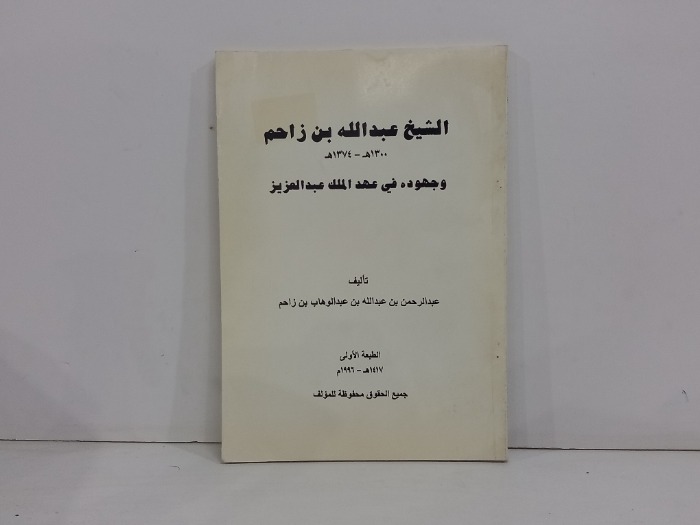 الشيخ عبدالله بن زاحم
١٣٠٠هـ - ١٣٧٤هـ
وجهوده في عهد الملك عبدالعزيز
تأليف
عبدالرحمن بن عبدالله بن عبدالوهاب بن زاحم
الطبعة الأولى
١٤١٧هـ - ١٩٩٦م
جميع الحقوق محفوظة للمؤلف